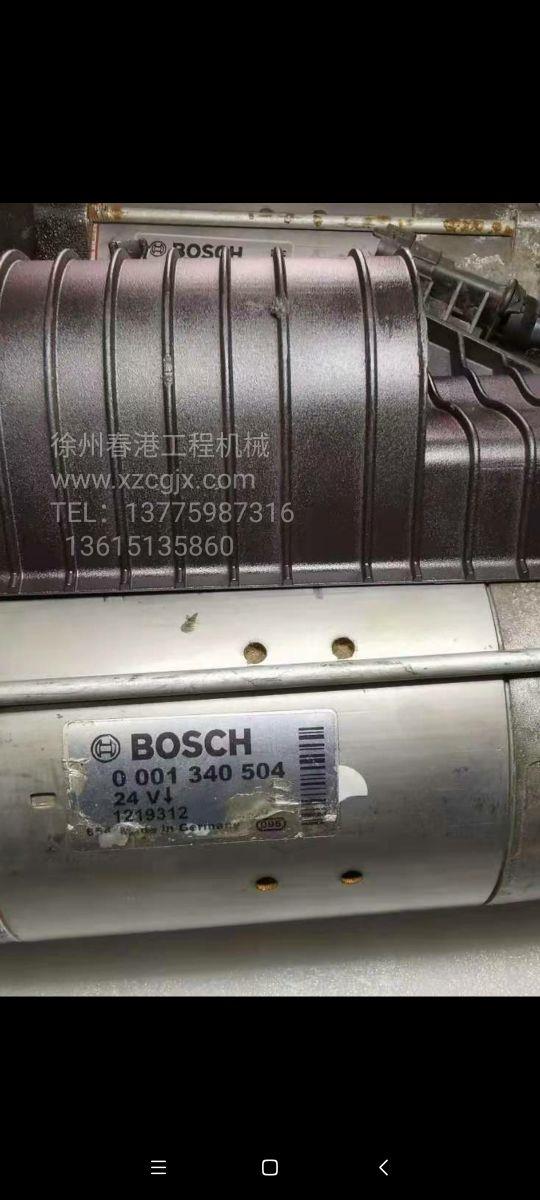 BOSCH
徐州春港工程机械
www.xzcgjx.com
TEL：13775987316
13615135860
BOSCH
0 001 340 504
24 V
1219312
Made in Germany